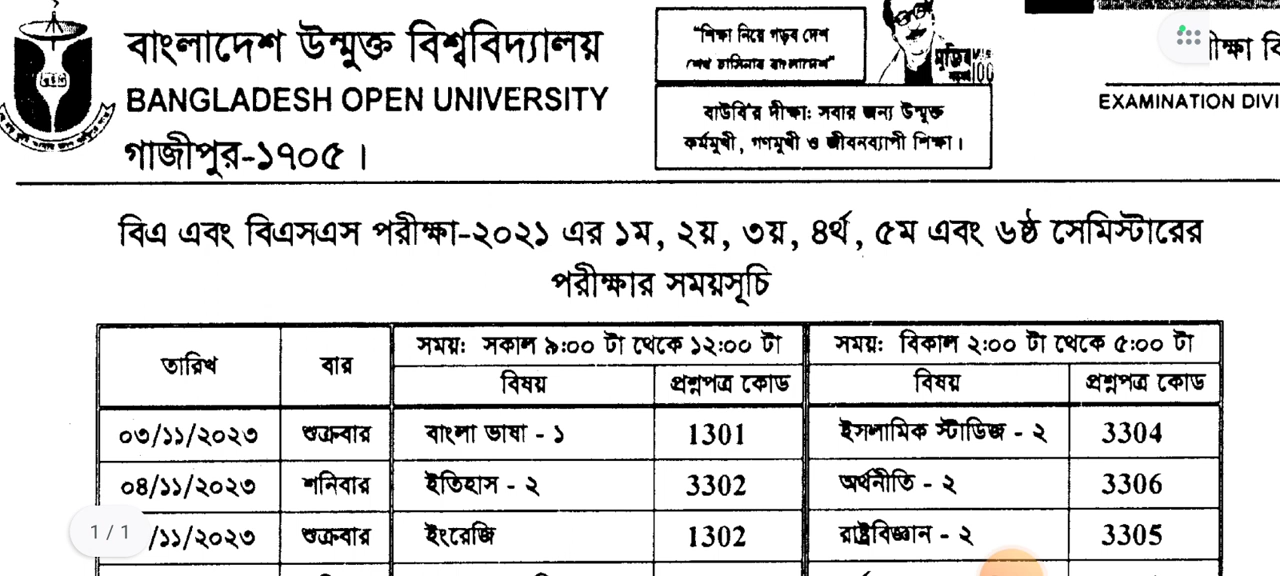 বাংলাদেশ উন্মুক্ত বিশ্ববিদ্যালয়
BANGLADESH OPEN UNIVERSITY
গাজীপুর-১৭০৫।
"শিক্ষা নিয়ে গড়ব দেশ
শেখ হাসিনার বাংলাদেশ"
মুজিব
100
বাউবি'র দীক্ষা: সবার জন্য উন্মুক্ত
কর্মমুখী, গণমুখী ও জীবনব্যাপী শিক্ষা।
EXAMINATION DIVI
বিএ এবং বিএসএস পরীক্ষা-২০২১ এর ১ম, ২য়, ৩য়, ৪র্থ, ৫ম এবং ৬ষ্ঠ সেমিস্টারের
পরীক্ষার সময়সূচি
তারিখ বার সময়: সকাল ৯:০০ টা থেকে ১২:০০ টা সময়: বিকাল ২:০০ টা থেকে ৫:০০ টা
বিষয় প্রশ্নপত্র কোড বিষয় প্রশ্নপত্র কোড
০৩/১১/২০২৩ শুক্রবার বাংলা ভাষা - ১ 1301 ইসলামিক স্টাডিজ - ২ 3304
০৪/১১/২০২৩ শনিবার ইতিহাস - ২ 3302 অর্থনীতি - ২ 3306
/১১/২০২৩ শুক্রবার ইংরেজি 1302 রাষ্ট্রবিজ্ঞান - ২ 3305
1 / 1